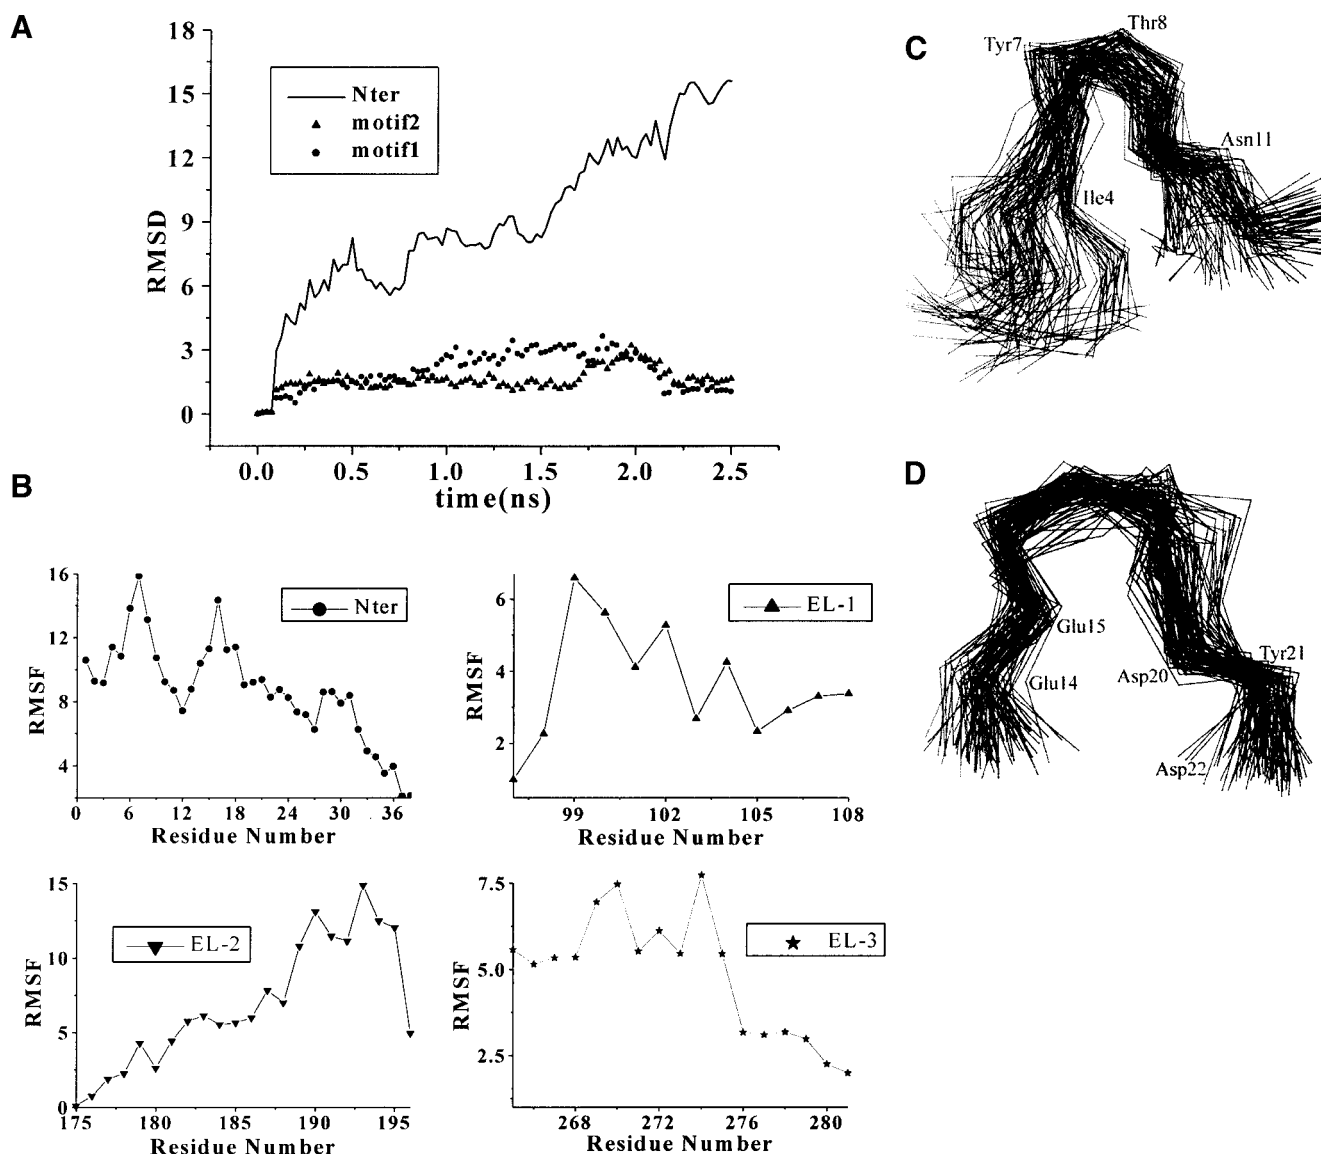 A
18
15
12
9
6
3
0
RMSD
Nter
motif2
motif1
0.0 0.5 1.0 1.5 2.0 2.5
time(ns)
C
Tyr7
Thr8
Asn11
Ile4
B
16
12
8
4
RMSF
Nter
0 6 12 18 24 30 36
Residue Number
6
4
2
RMSF
EL-1
99 102 105 108
Residue Number
15
10
5
0
RMSF
EL-2
175 180 185 190 195
Residue Number
7.5
5.0
2.5
RMSF
EL-3
268 272 276 280
Residue Number
D
Glu15
Glu14
Asp20
Tyr21
Asp22